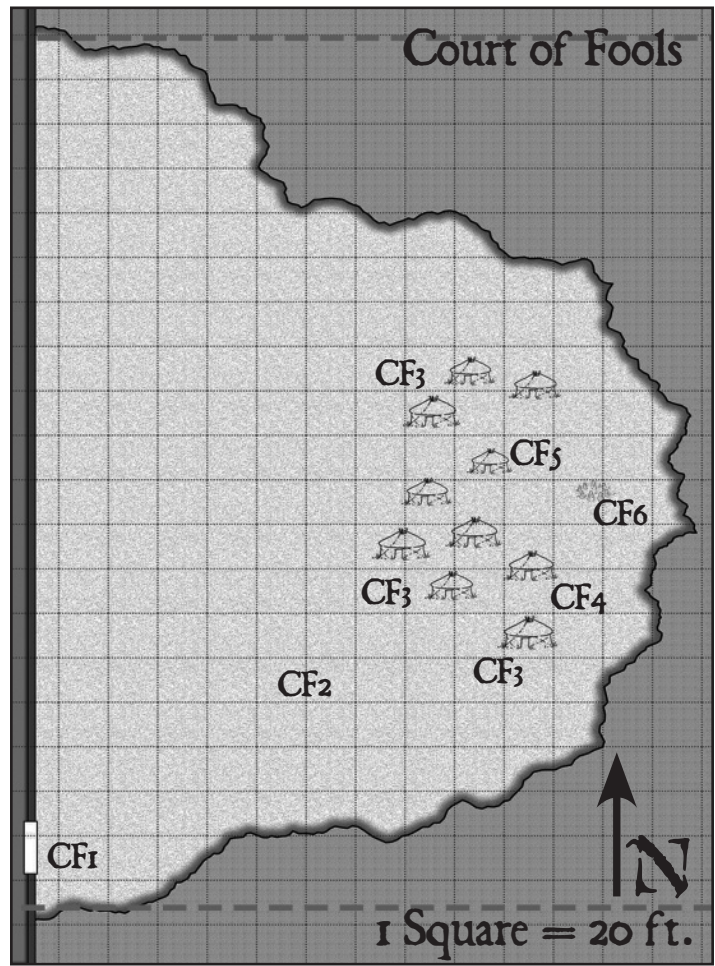 Court of Fools
CF3
CF5
CF6
CF3
CF4
CF3
CF2
CF1
N
1 Square = 20 ft.